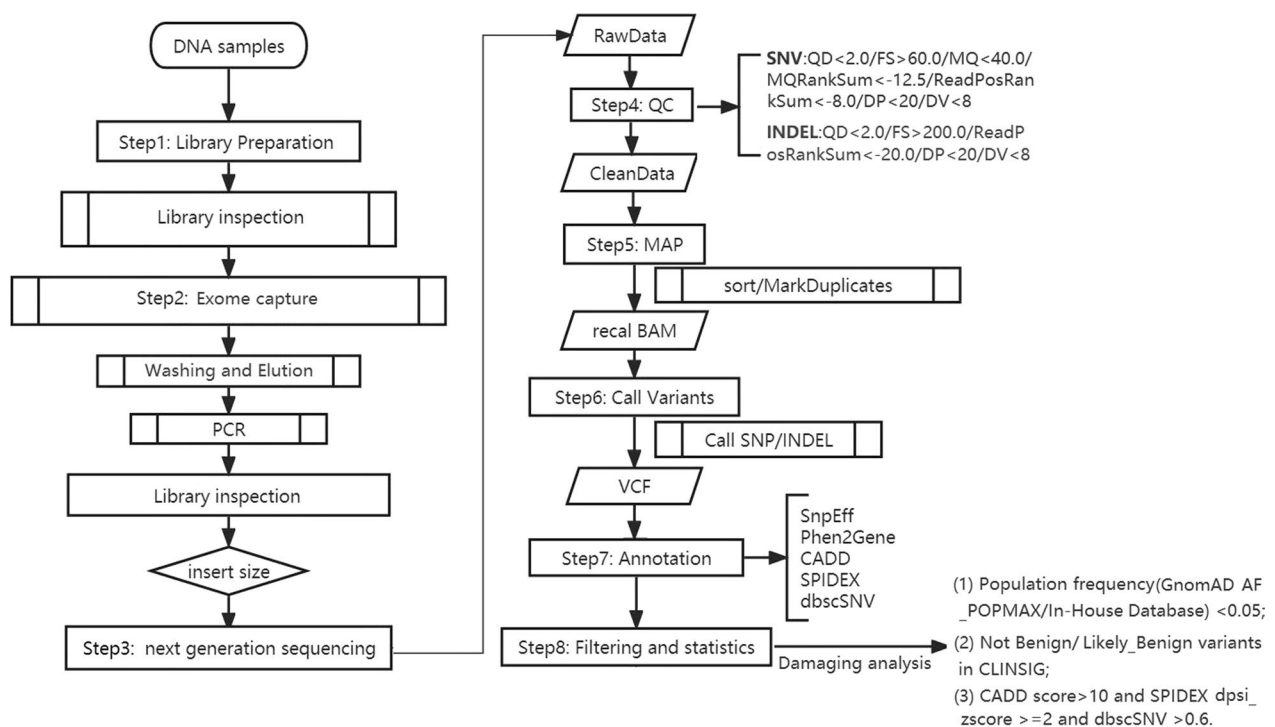 DNA samples
Step1: Library Preparation
Library inspection
Step2: Exome capture
Washing and Elution
PCR
Library inspection
insert size
Step3: next generation sequencing
RawData
Step4: QC
SNV:QD<2.0/FS>60.0/MQ<40.0/
MQRankSum<-12.5/ReadPosRan
kSum<-8.0/DP<20/DV<8
INDEL:QD<2.0/FS>200.0/ReadP
osRankSum<-20.0/DP<20/DV<8
CleanData
Step5: MAP
sort/MarkDuplicates
recal BAM
Step6: Call Variants
Call SNP/INDEL
VCF
Step7: Annotation
SnpEff
Phen2Gene
CADD
SPIDEX
dbscSNV
Step8: Filtering and statistics
Damaging analysis
(1) Population frequency(GnomAD AF
_POPMAX/In-House Database) <0.05;
(2) Not Benign/ Likely_Benign variants
in CLINSIG;
(3) CADD score>10 and SPIDEX dpsi_
zscore >=2 and dbscSNV >0.6.